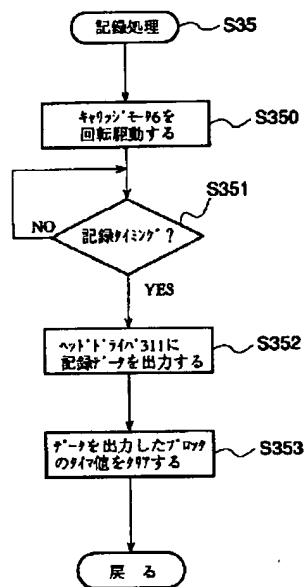 記録処理
S35
ｷｬﾘｯｼﾞﾓｰﾀ6を
回転駆動する
S350
S351
NO
記録ﾀｲﾐﾝｸﾞ?
YES
ﾍｯﾄﾞﾄﾞﾗｲﾊﾞ311に
記録ﾃﾞｰﾀを出力する
S352
ﾃﾞｰﾀを出力したﾌﾞﾛｯｸ
のﾀｲﾏ値をｸﾘｱする
S353
戻る